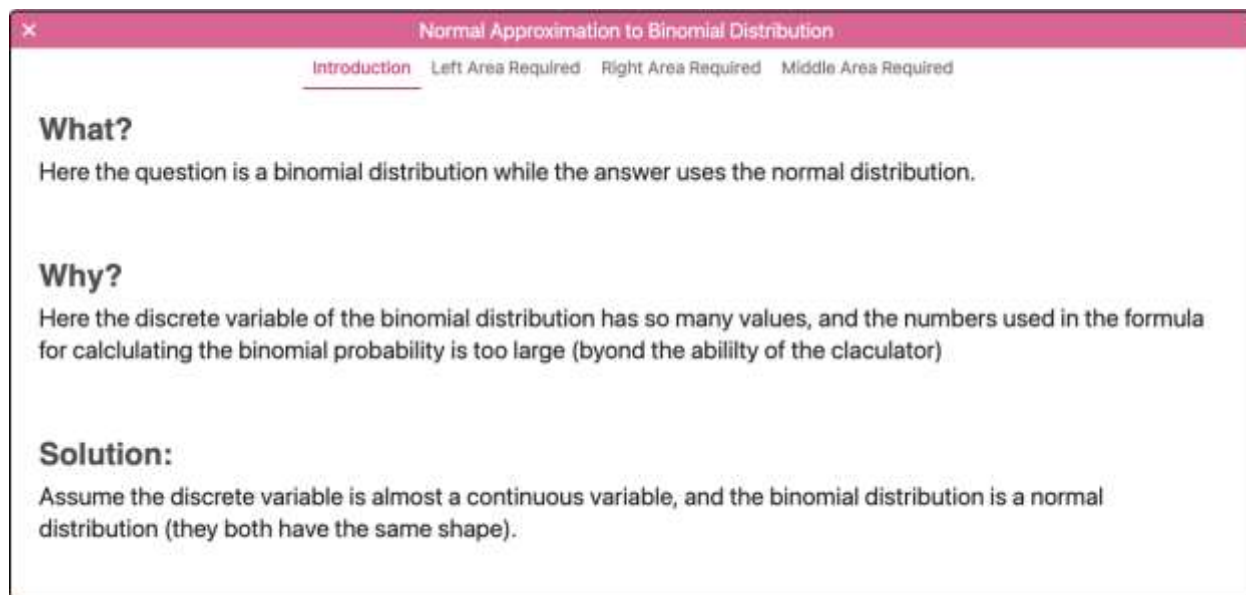 × Normal Approximation to Binomial Distribution
Introduction Left Area Required Right Area Required Middle Area Required
What?
Here the question is a binomial distribution while the answer uses the normal distribution.
Why?
Here the discrete variable of the binomial distribution has so many values, and the numbers used in the formula
for calclulating the binomial probability is too large (byond the abililty of the claculator)
Solution:
Assume the discrete variable is almost a continuous variable, and the binomial distribution is a normal
distribution (they both have the same shape).